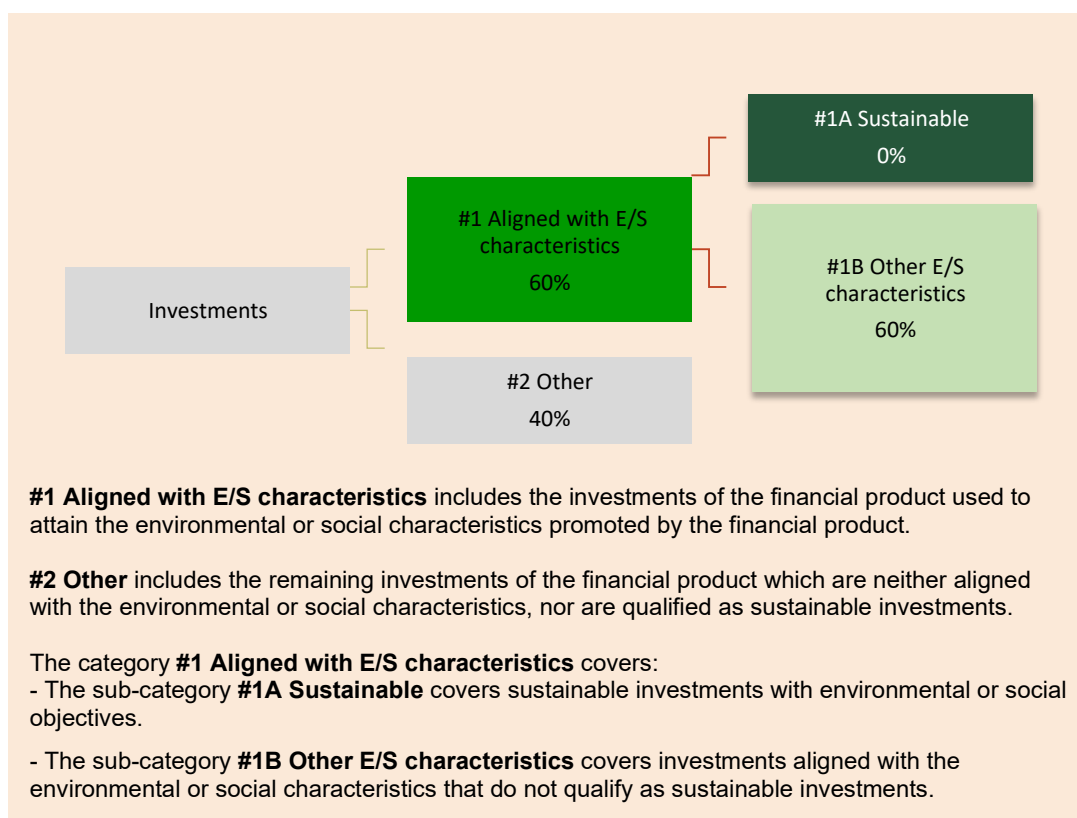 #1A Sustainable
0%
#1 Aligned with E/S
characteristics
60%
#1B Other E/S
characteristics
60%
Investments
#2 Other
40%
#1 Aligned with E/S characteristics includes the investments of the financial product used to
attain the environmental or social characteristics promoted by the financial product.
#2 Other includes the remaining investments of the financial product which are neither aligned
with the environmental or social characteristics, nor are qualified as sustainable investments.
The category #1 Aligned with E/S characteristics covers:
- The sub-category #1A Sustainable covers sustainable investments with environmental or social
objectives.
- The sub-category #1B Other E/S characteristics covers investments aligned with the
environmental or social characteristics that do not qualify as sustainable investments.